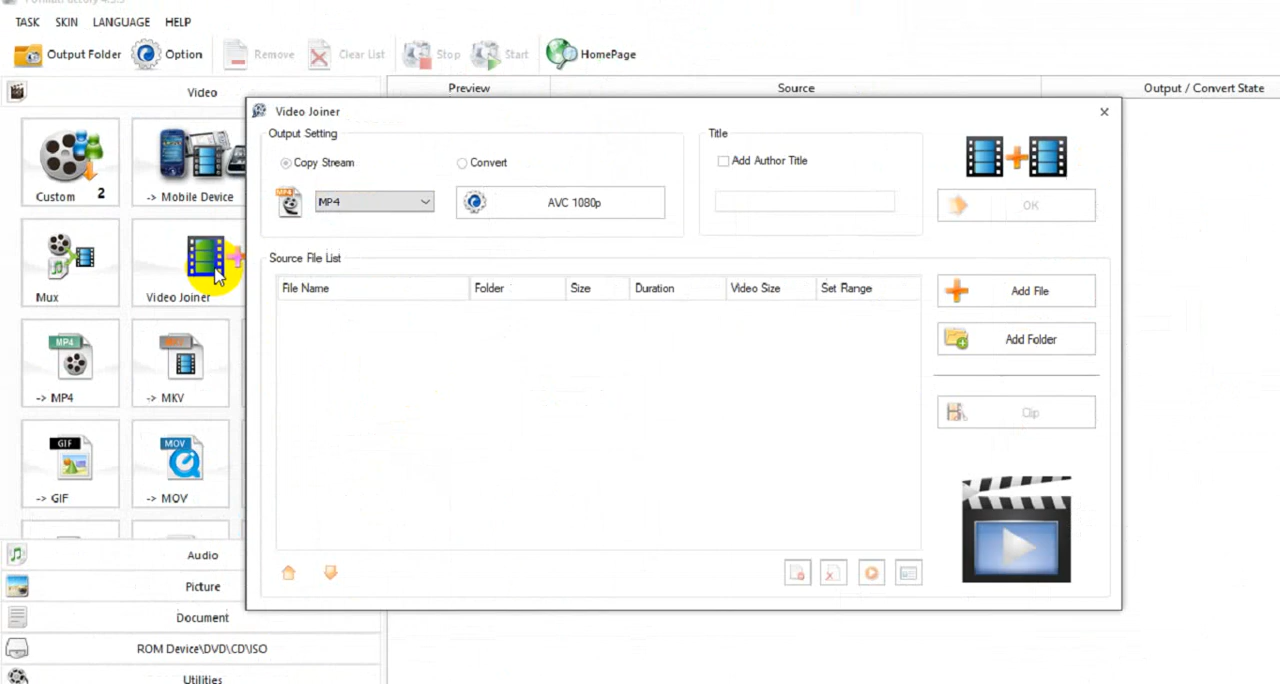 TASK SKIN LANGUAGE HELP
Output Folder Option Remove Clear List Stop Start HomePage
Video Preview Source Output / Convert State
Custom 2
-> Mobile Device
Mux
Video Joiner
MP4
-> MP4
-> MKV
GIF
-> GIF
MOV
-> MOV
Audio
Picture
Document
ROM Device\DVD\CD\ISO
Utilities
Video Joiner
Output Setting
Copy Stream Convert
MP4 AVC 1080p
Title
Add Author Title
OK
Source File List
File Name Folder Size Duration Video Size Set Range
Add File
Add Folder
Clip